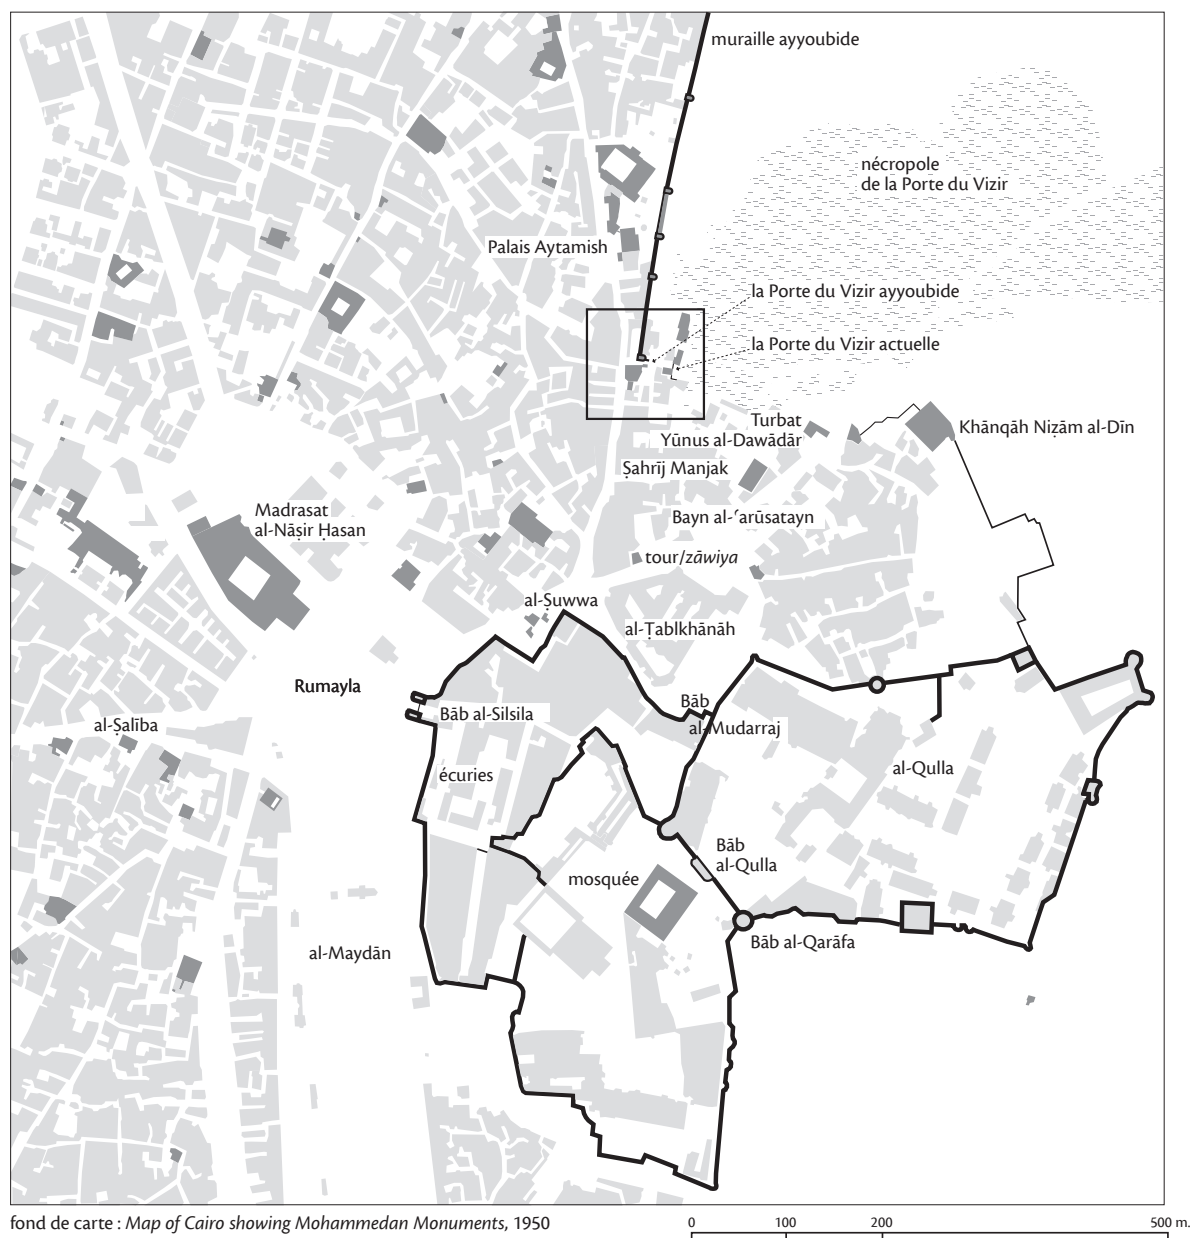 muraille ayyoubide
nécropole
de la Porte du Vizir
Palais Aytamish
la Porte du Vizir ayyoubide
la Porte du Vizir actuelle
Turbat
Yūnus al-Dawādār
Khānqāh Niẓām al-Dīn
Ṣahrīj Manjak
Madrasat
al-Nāṣir Ḥasan
Bayn al-ʿarūsatayn
tour/zāwiya
al-Ṣuwwa
al-Ṭablkhānāh
Rumayla
Bāb
al-Mudarraj
Bāb al-Silsila
al-Ṣalība
écuries
al-Qulla
Bāb
al-Qulla
mosquée
Bāb al-Qarāfa
al-Maydān
fond de carte : Map of Cairo showing Mohammedan Monuments, 1950
0 100 200 500 m.